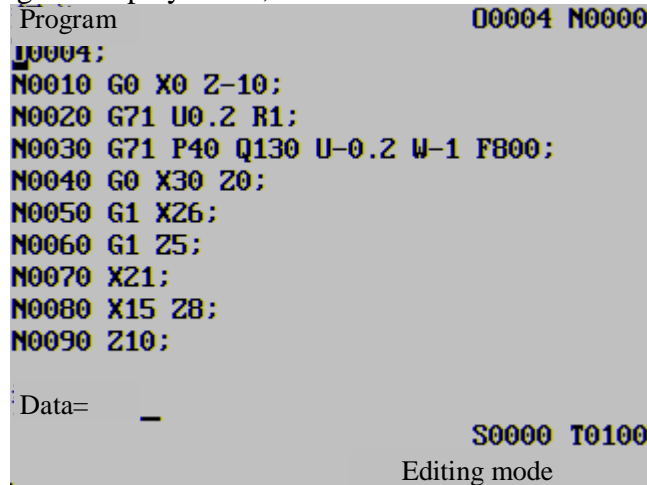 Program O0004 N0000
O0004;
N0010 G0 X0 Z-10;
N0020 G71 U0.2 R1;
N0030 G71 P40 Q130 U-0.2 W-1 F800;
N0040 G0 X30 Z0;
N0050 G1 X26;
N0060 G1 Z5;
N0070 X21;
N0080 X15 Z8;
N0090 Z10;
Data= _
S0000 T0100
Editing mode